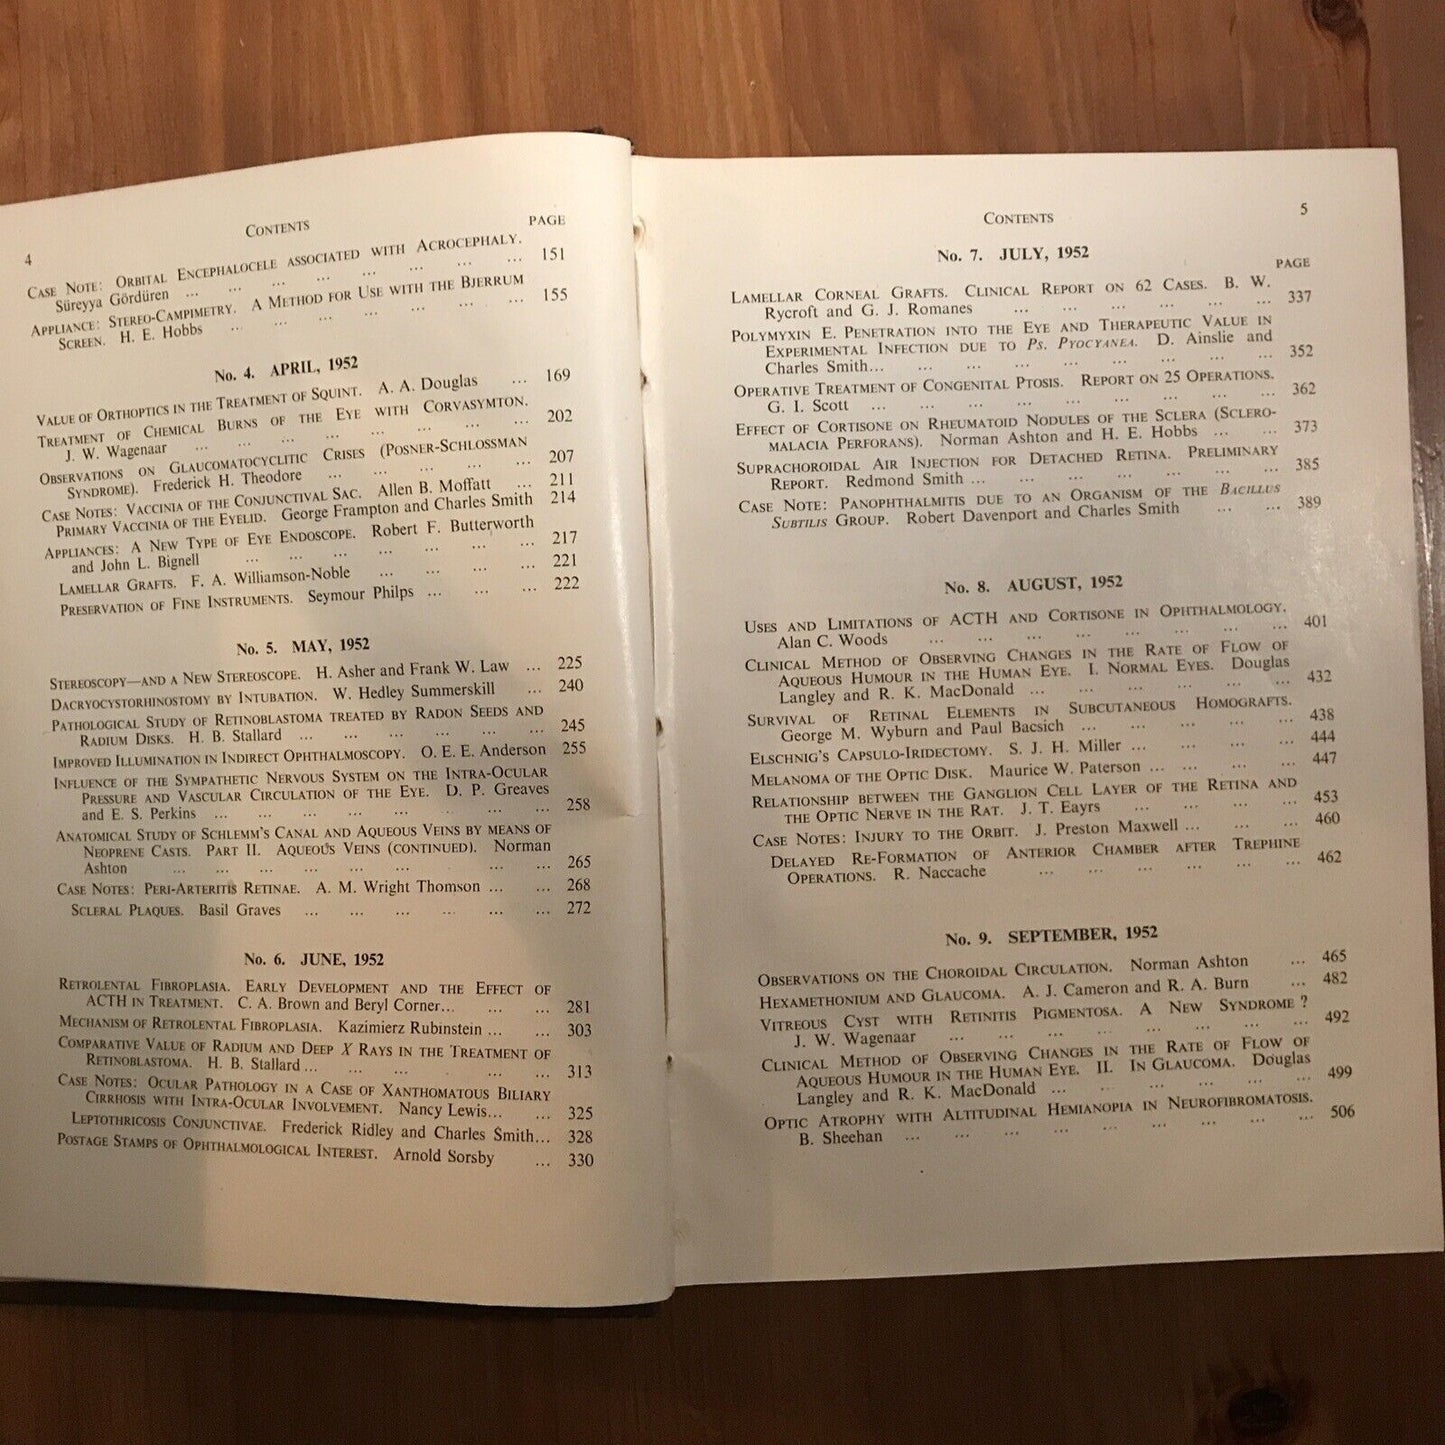 4
Contents
PAGE
Case Note: Orbital Encephalocele associated with Acrocephaly.
Süreyya Gördüren ... ... ... ... ... ... ... 151
Appliance: Stereo-Campimetry. A Method for Use with the Bjerrum
Screen. H. E. Hobbs ... ... ... ... ... ... ... 155
No. 4. APRIL, 1952
Value of Orthoptics in the Treatment of Squint. A. A. Douglas ... 169
Treatment of Chemical Burns of the Eye with Corvasymton.
J. W. Wagenaar ... ... ... ... ... ... ... ... 202
Observations on Glaucomatocyclitic Crises (Posner-Schlossman
Syndrome). Frederick H. Theodore ... ... ... ... ... 207
Case Notes: Vaccinia of the Conjunctival Sac. Allen B. Moffatt ... 211
Primary Vaccinia of the Eyelid. George Frampton and Charles Smith 214
Appliances: A New Type of Eye Endoscope. Robert F. Butterworth
and John L. Bignell ... ... ... ... ... ... ... 217
Lamellar Grafts. F. A. Williamson-Noble ... ... ... ... 221
Preservation of Fine Instruments. Seymour Philps ... ... ... 222
No. 5. MAY, 1952
Stereoscopy—and a New Stereoscope. H. Asher and Frank W. Law ... 225
Dacryocystorhinostomy by Intubation. W. Hedley Summerskill ... 240
Pathological Study of Retinoblastoma treated by Radon Seeds and
Radium Disks. H. B. Stallard ... ... ... ... ... ... 245
Improved Illumination in Indirect Ophthalmoscopy. O. E. E. Anderson 255
Influence of the Sympathetic Nervous System on the Intra-Ocular
Pressure and Vascular Circulation of the Eye. D. P. Greaves
and E. S. Perkins ... ... ... ... ... ... ... ... 258
Anatomical Study of Schlemm's Canal and Aqueous Veins by means of
Neoprene Casts. Part II. Aqueous Veins (continued). Norman
Ashton ... ... ... ... ... ... ... ... 265
Case Notes: Peri-Arteritis Retinae. A. M. Wright Thomson ... ... 268
Scleral Plaques. Basil Graves ... ... ... ... ... ... 272
No. 6. JUNE, 1952
Retrolental Fibroplasia. Early Development and the Effect of
ACTH in Treatment. C. A. Brown and Beryl Corner... ... ... 281
Mechanism of Retrolental Fibroplasia. Kazimierz Rubinstein ... ... 303
Comparative Value of Radium and Deep X Rays in the Treatment of
Retinoblastoma. H. B. Stallard ... ... ... ... ... ... 313
Case Notes: Ocular Pathology in a Case of Xanthomatous Biliary
Cirrhosis with Intra-Ocular Involvement. Nancy Lewis... ... 325
Leptothricosis Conjunctivae. Frederick Ridley and Charles Smith... 328
Postage Stamps of Ophthalmological Interest. Arnold Sorsby ... 330
Contents
5
No. 7. JULY, 1952
PAGE
Lamellar Corneal Grafts. Clinical Report on 62 Cases. B. W.
Rycroft and G. J. Romanes ... ... ... ... ... ... 337
Polymyxin E. Penetration into the Eye and Therapeutic Value in
Experimental Infection due to Ps. Pyocyanea. D. Ainslie and
Charles Smith... ... ... ... ... ... ... ... ... 352
Operative Treatment of Congenital Ptosis. Report on 25 Operations.
G. I. Scott ... ... ... ... ... ... ... ... ... 362
Effect of Cortisone on Rheumatoid Nodules of the Sclera (Sclero-
malacia Perforans). Norman Ashton and H. E. Hobbs ... ... 373
Suprachoroidal Air Injection for Detached Retina. Preliminary
Report. Redmond Smith ... ... ... ... ... ... ... 385
Case Note: Panophthalmitis due to an Organism of the Bacillus
Subtilis Group. Robert Davenport and Charles Smith ... ... 389
No. 8. AUGUST, 1952
Uses and Limitations of ACTH and Cortisone in Ophthalmology.
Alan C. Woods ... ... ... ... ... ... ... ... 401
Clinical Method of Observing Changes in the Rate of Flow of
Aqueous Humour in the Human Eye. I. Normal Eyes. Douglas
Langley and R. K. MacDonald ... ... ... ... ... ... 432
Survival of Retinal Elements in Subcutaneous Homografts.
George M. Wyburn and Paul Bacsich ... ... ... ... ... 438
Elschnig's Capsulo-Iridectomy. S. J. H. Miller ... ... ... ... 444
Melanoma of the Optic Disk. Maurice W. Paterson ... ... ... ... 447
Relationship between the Ganglion Cell Layer of the Retina and
the Optic Nerve in the Rat. J. T. Eayrs ... ... ... ... 453
Case Notes: Injury to the Orbit. J. Preston Maxwell ... ... ... 460
Delayed Re-Formation of Anterior Chamber after Trephine
Operations. R. Naccache ... ... ... ... ... ... 462
No. 9. SEPTEMBER, 1952
Observations on the Choroidal Circulation. Norman Ashton ... 465
Hexamethonium and Glaucoma. A. J. Cameron and R. A. Burn ... 482
Vitreous Cyst with Retinitis Pigmentosa. A New Syndrome?
J. W. Wagenaar ... ... ... ... ... ... ... ... 492
Clinical Method of Observing Changes in the Rate of Flow of
Aqueous Humour in the Human Eye. II. In Glaucoma. Douglas
Langley and R. K. MacDonald ... ... ... ... ... ... 499
Optic Atrophy with Altitudinal Hemianopia in Neurofibromatosis.
B. Sheehan ... ... ... ... ... ... ... ... ... 506